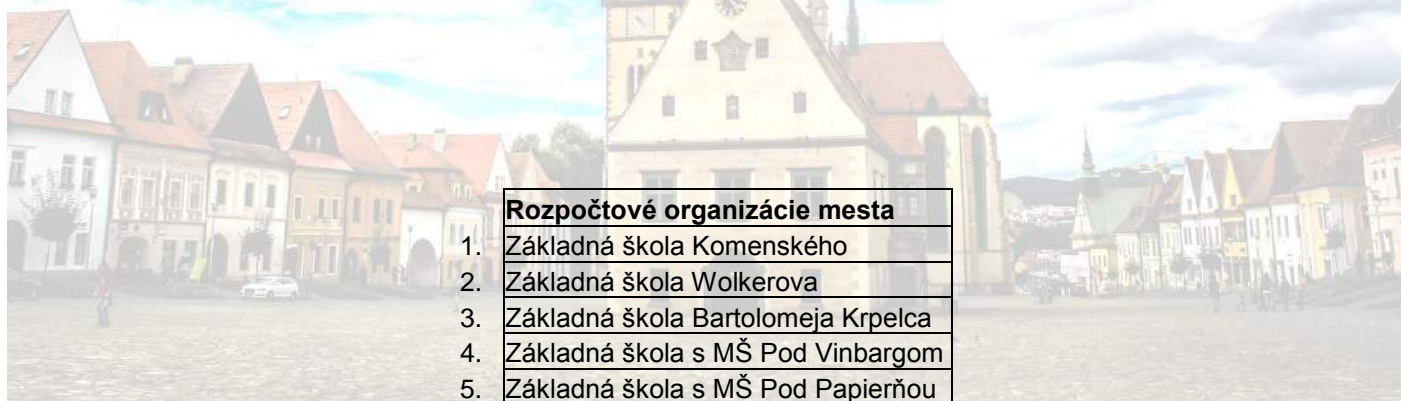 Rozpočtové organizácie mesta
1. Základná škola Komenského
2. Základná škola Wolkerova
3. Základná škola Bartolomeja Krpelca
4. Základná škola s MŠ Pod Vinbargom
5. Základná škola s MŠ Pod Papierňou